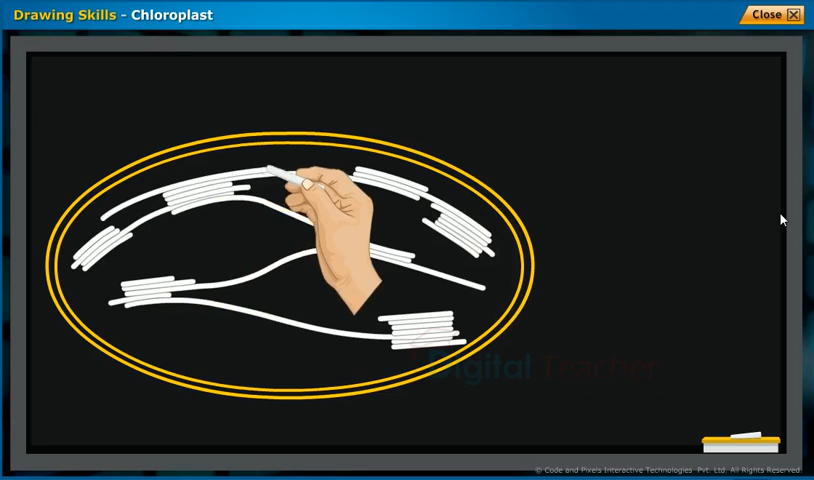 Drawing Skills - Chloroplast
Close
Digital Teacher
© Code and Pixels Interactive Technologies Pvt. Ltd. All Rights Reserved